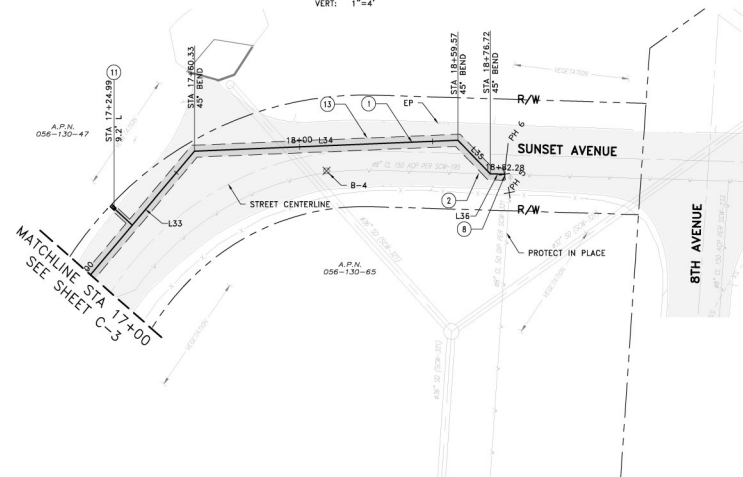 VERT: 1"=4'
11
STA 17+24.99
9.2' L
STA 17+60.33
45° BEND
STA 18+59.57
45° BEND
STA 18+76.72
45° BEND
VEGETATION
A.P.N.
056-130-47
13
1
EP
R/W
PH 6
18+00 L34
L35
SUNSET AVENUE
18+82.28
B-4
2
PH 5
STREET CENTERLINE
L36
8
R/W
L33
PROTECT IN PLACE
8TH AVENUE
MATCHLINE STA 17+00
SEE SHEET C-3
A.P.N.
056-130-65
VEGETATION
VEGETATION